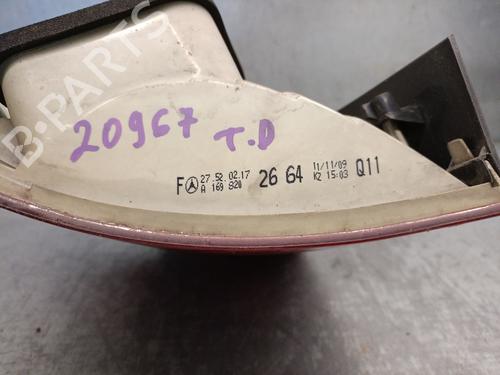 B-PARTS
20967 T.D
F 27.52.02.17 A 169 820 26 64 11/11/09 K2 15:03 Q11